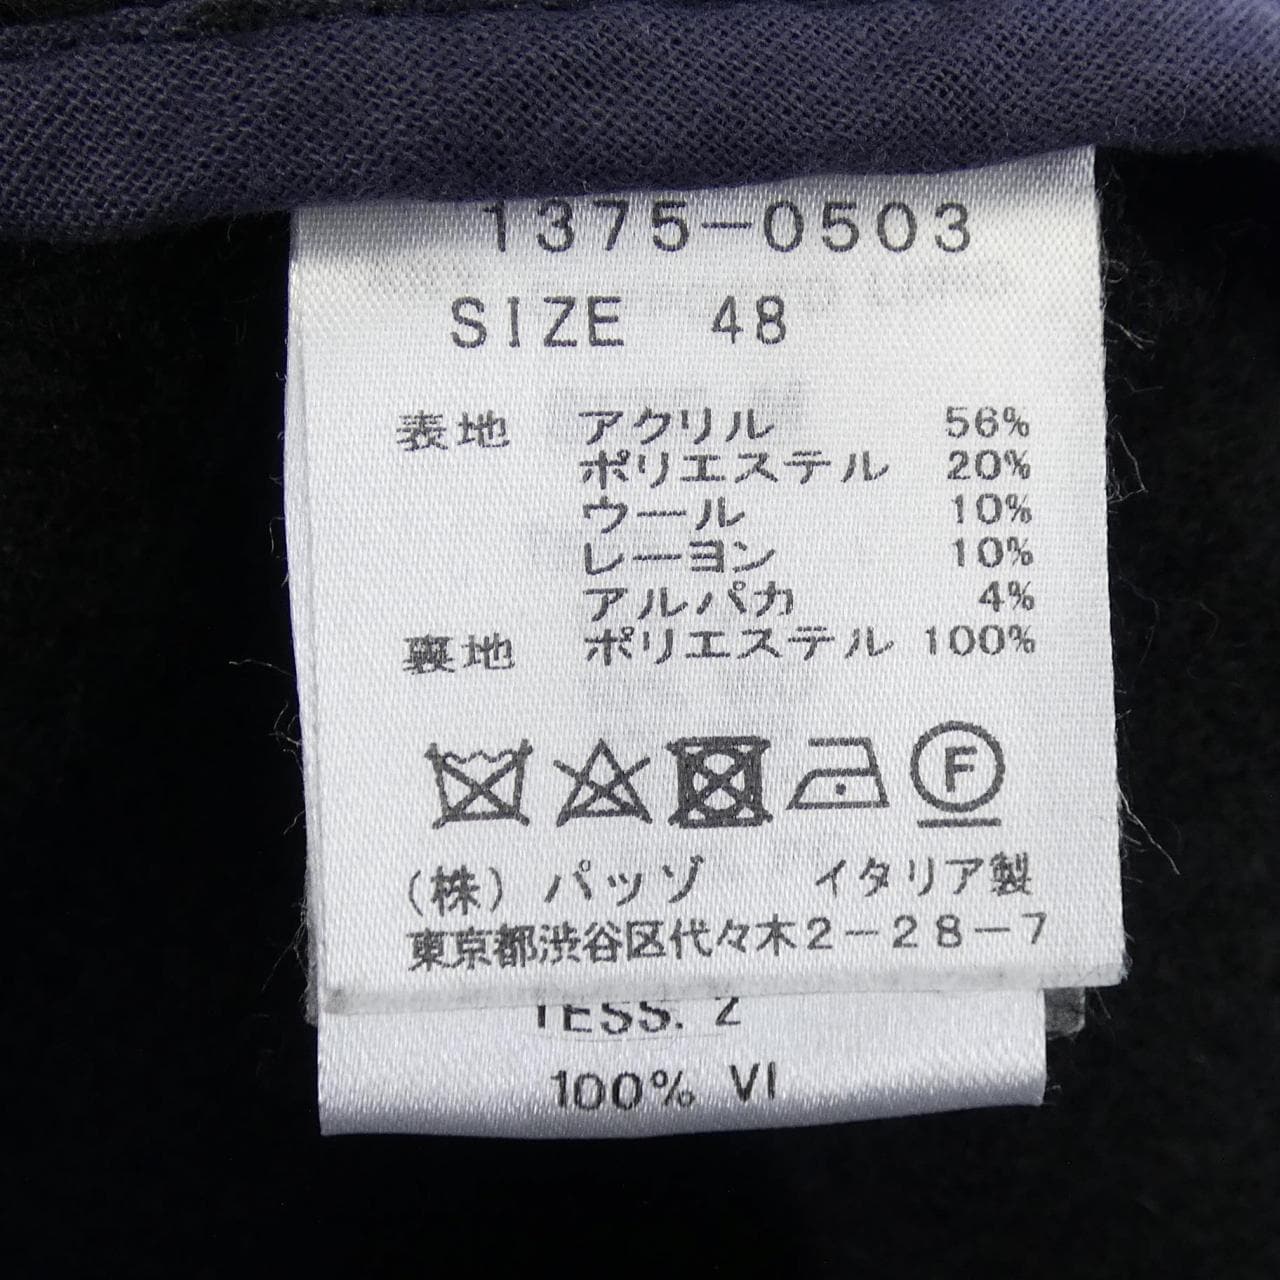 1375-0503
SIZE 48
表地 アクリル 56%
ポリエステル 20%
ウール 10%
レーヨン 10%
アルパカ 4%
裏地 ポリエステル 100%
F
(株) パッゾ イタリア製
東京都渋谷区代々木2-28-7
TESS. 2
100% VI